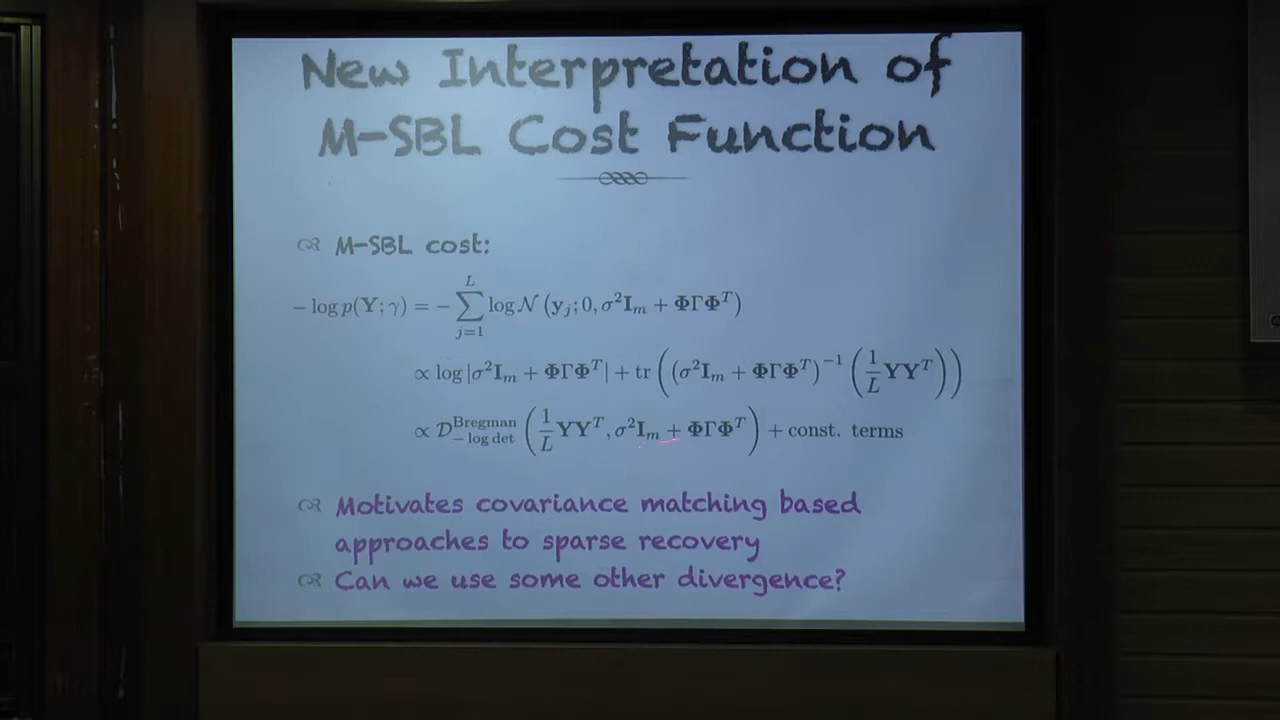 New Interpretation of
M-SBL Cost Function
M-SBL cost:
− log p(Y; γ) = − ∑_{j=1}^{L} log 𝒩 (y_j; 0, σ²I_m + ΦΓΦ^T)
∝ log |σ²I_m + ΦΓΦ^T| + tr ( (σ²I_m + ΦΓΦ^T)^{−1} ( \frac{1}{L} YY^T ) )
∝ 𝒟^{Bregman}_{− log det} ( \frac{1}{L} YY^T, σ²I_m + ΦΓΦ^T ) + const. terms
Motivates covariance matching based
approaches to sparse recovery
Can we use some other divergence?